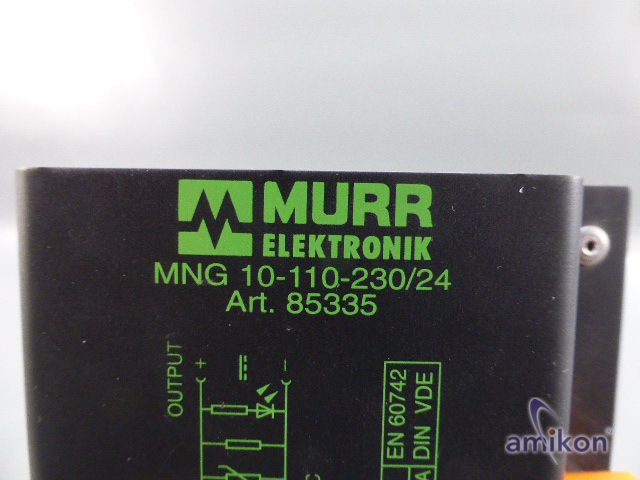 MURR
ELEKTRONIK
MNG 10-110-230/24
Art. 85335
OUTPUT
+
−
EN 60742
DIN VDE
amikon